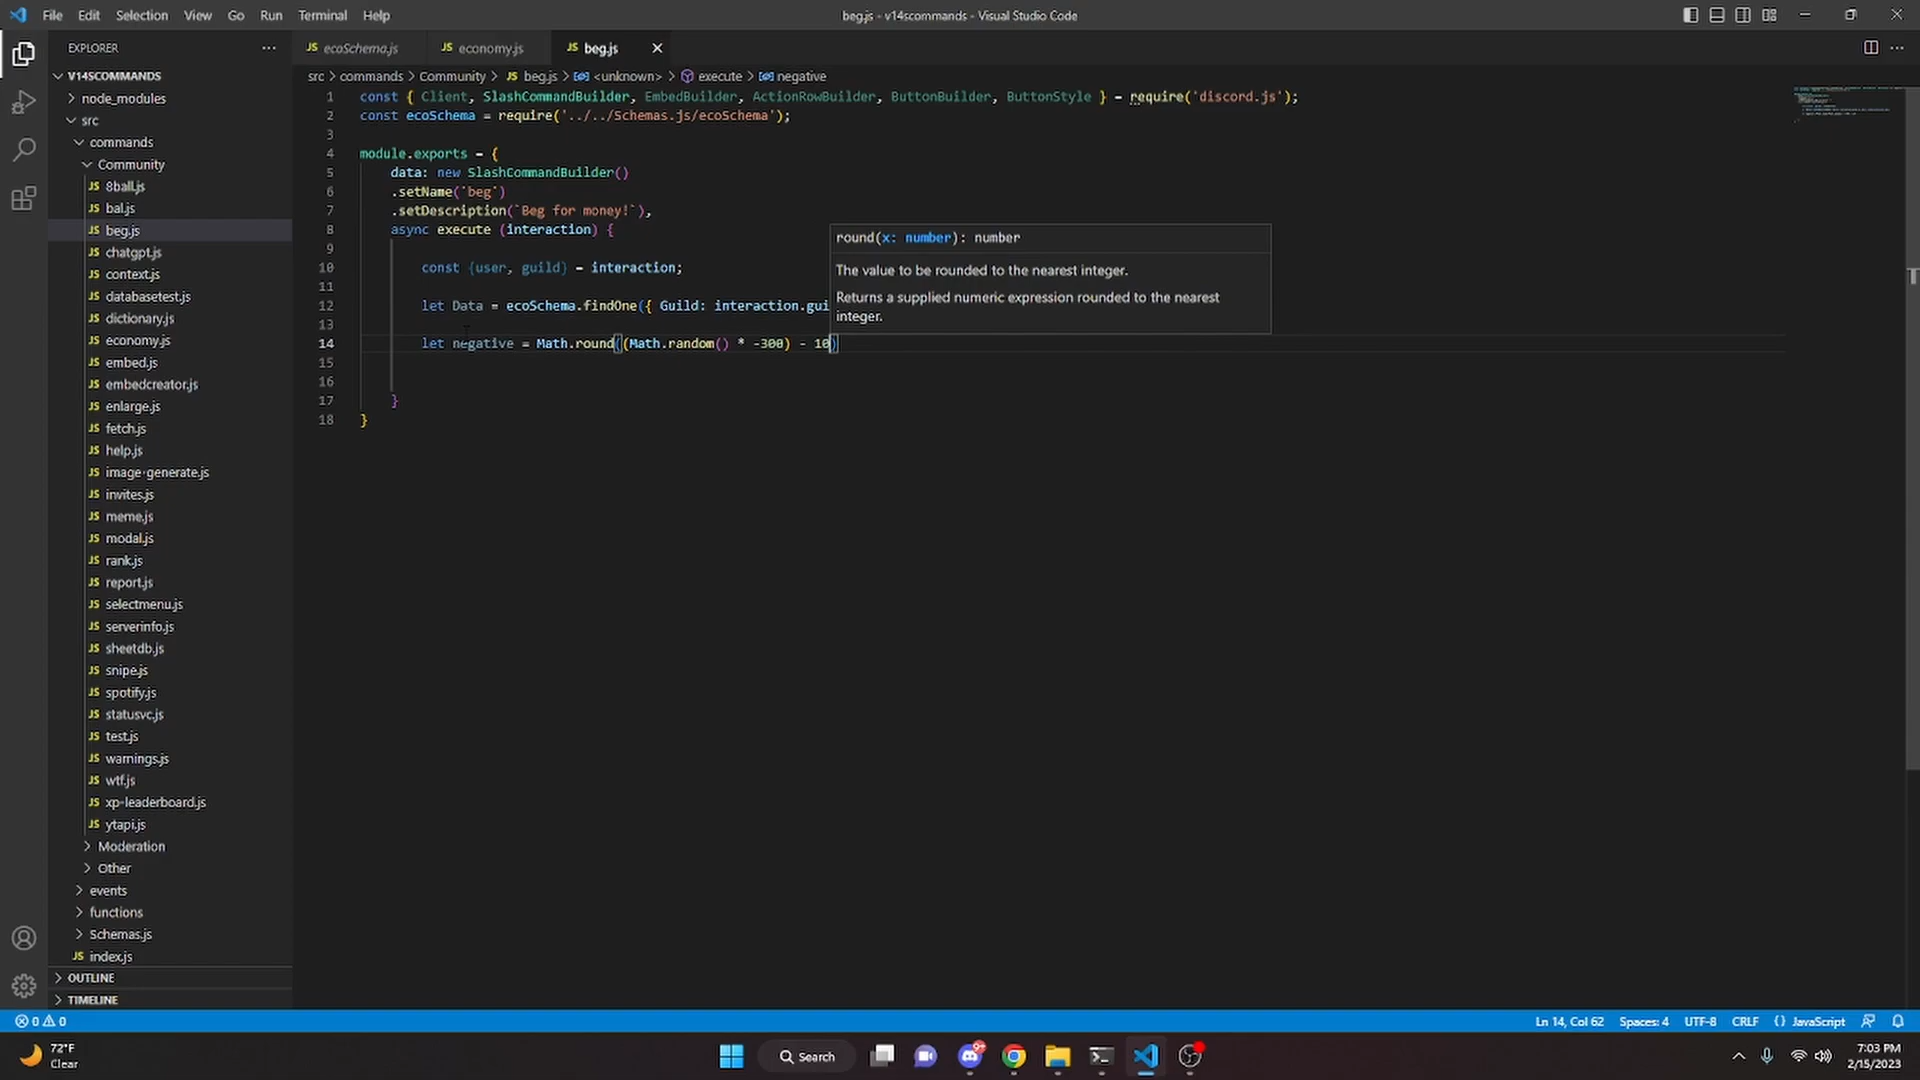 File Edit Selection View Go Run Terminal Help
beg.js - v14scommands - Visual Studio Code
EXPLORER
V14SCOMMANDS
node_modules
src
commands
Community
8ball.js
bal.js
beg.js
chatgpt.js
context.js
databasetest.js
dictionary.js
economy.js
embed.js
embedcreator.js
enlarge.js
fetch.js
help.js
image-generate.js
invites.js
meme.js
modal.js
rank.js
report.js
selectmenu.js
serverinfo.js
sheetdb.js
snipe.js
spotify.js
statusvc.js
test.js
warnings.js
wtf.js
xp-leaderboard.js
ytapi.js
Moderation
Other
events
functions
Schemas.js
index.js
OUTLINE
TIMELINE
ecoSchema.js economy.js beg.js
src > commands > Community > beg.js > <unknown> > execute > negative
1 const { Client, SlashCommandBuilder, EmbedBuilder, ActionRowBuilder, ButtonBuilder, ButtonStyle } = require('discord.js');
2 const ecoSchema = require('../../Schemas.js/ecoSchema');
3
4 module.exports = {
5 data: new SlashCommandBuilder()
6 .setName(`beg`)
7 .setDescription(`Beg for money!`),
8 async execute (interaction) {
9
10 const {user, guild} = interaction;
11
12 let Data = ecoSchema.findOne({ Guild: interaction.gui
13
14 let negative = Math.round((Math.random() * -300) - 10)
15
16
17 }
18 }
round(x: number): number
The value to be rounded to the nearest integer.
Returns a supplied numeric expression rounded to the nearest
integer.
0 0
Ln 14, Col 62 Spaces: 4 UTF-8 CRLF {} JavaScript
72°F
Clear
Search
9+
7:03 PM
2/15/2023